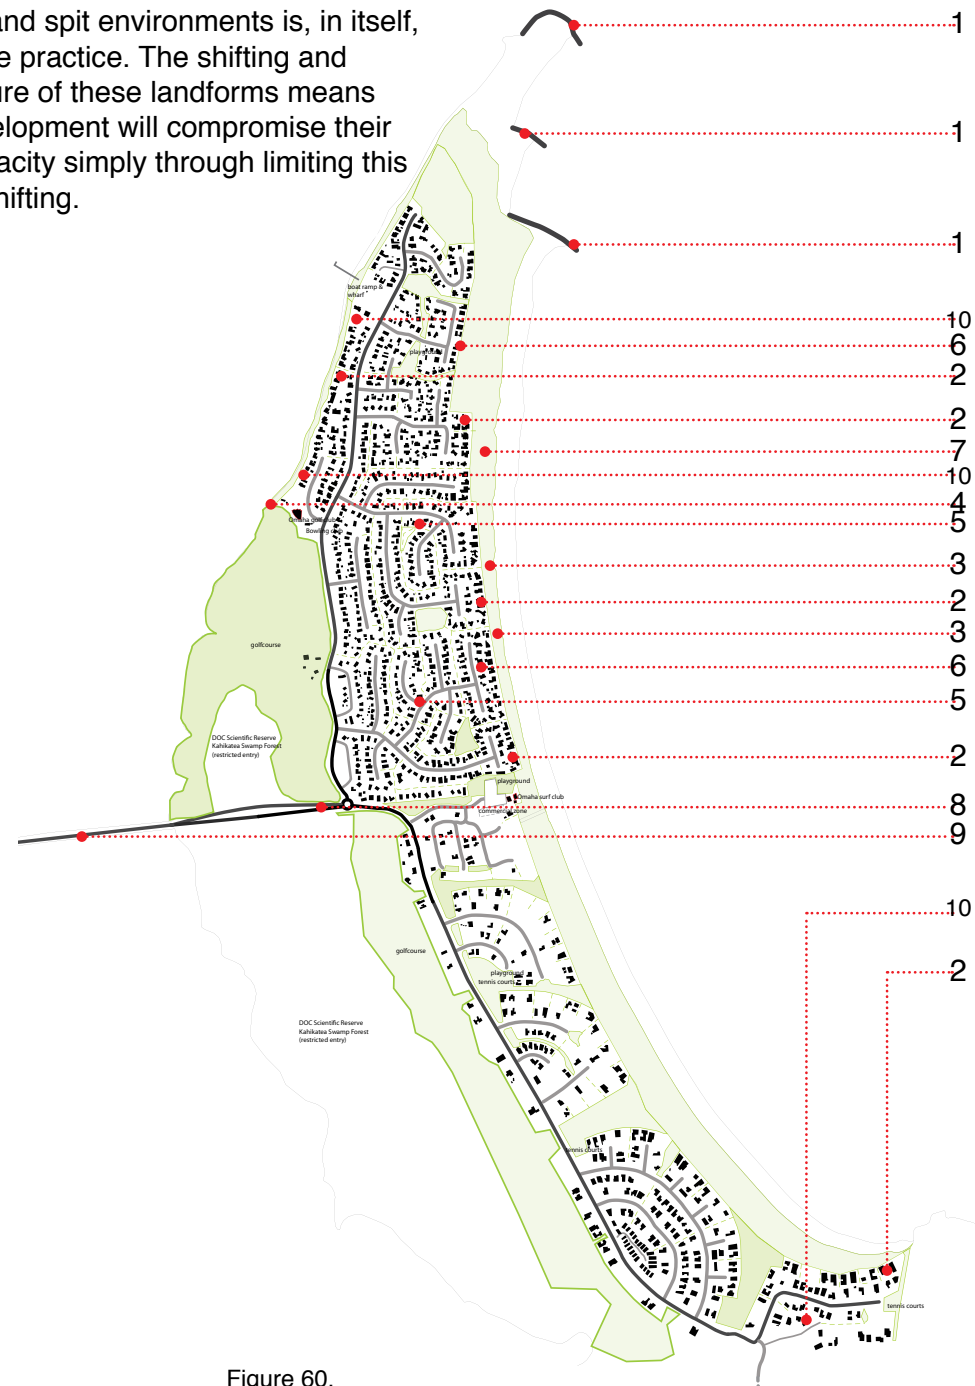 and spit environments is, in itself,
e practice. The shifting and
ure of these landforms means
elopment will compromise their
acity simply through limiting this
hifting.
1
1
1
boat ramp &
wharf
10
playground
6
2
2
7
10
4
Bowling club
5
3
2
3
golfcourse
6
5
DOC Scientific Reserve
Kahikatea Swamp Forest
(restricted entry)
2
playground
Omaha surf club
8
commercial zone
9
10
golfcourse
playground
tennis courts
2
DOC Scientific Reserve
Kahikatea Swamp Forest
(restricted entry)
tennis courts
tennis courts
Figure 60.